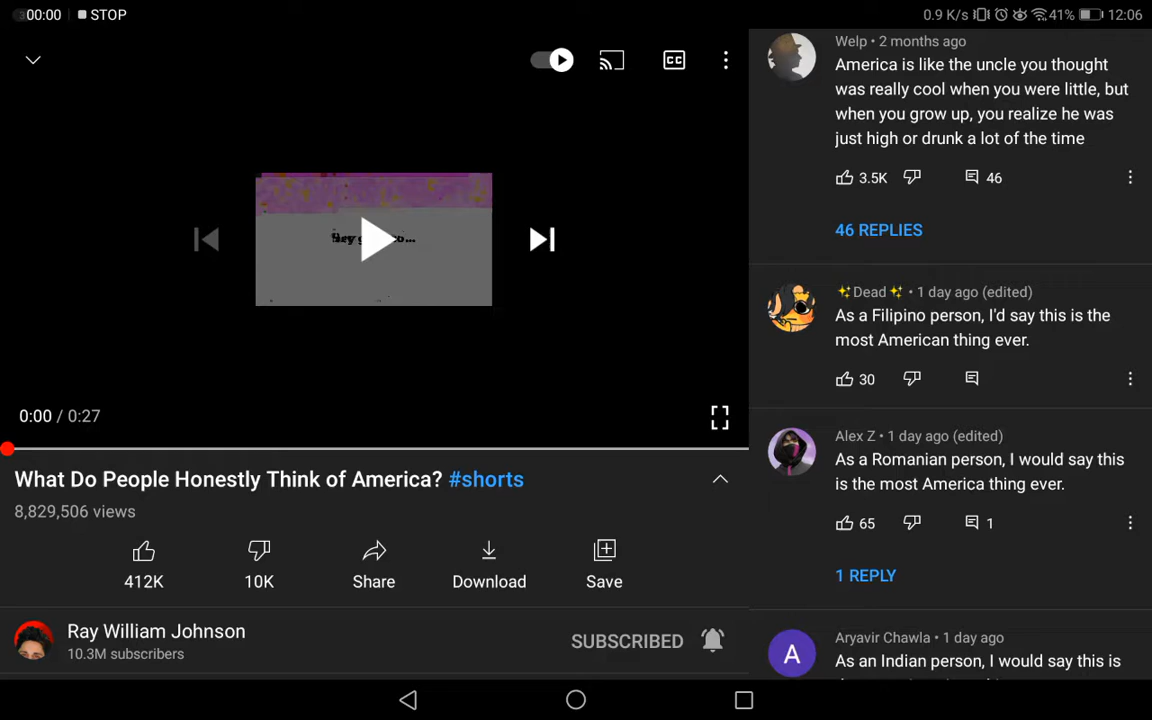 00:00 STOP
0.9 K/s 41% 12:06
CC
0:00 / 0:27
What Do People Honestly Think of America? #shorts
8,829,506 views
412K 10K Share Download Save
Ray William Johnson
10.3M subscribers
SUBSCRIBED
Welp • 2 months ago
America is like the uncle you thought
was really cool when you were little, but
when you grow up, you realize he was
just high or drunk a lot of the time
3.5K 46
46 REPLIES
✨Dead✨ • 1 day ago (edited)
As a Filipino person, I'd say this is the
most American thing ever.
30
Alex Z • 1 day ago (edited)
As a Romanian person, I would say this
is the most America thing ever.
65 1
1 REPLY
A
Aryavir Chawla • 1 day ago
As an Indian person, I would say this is